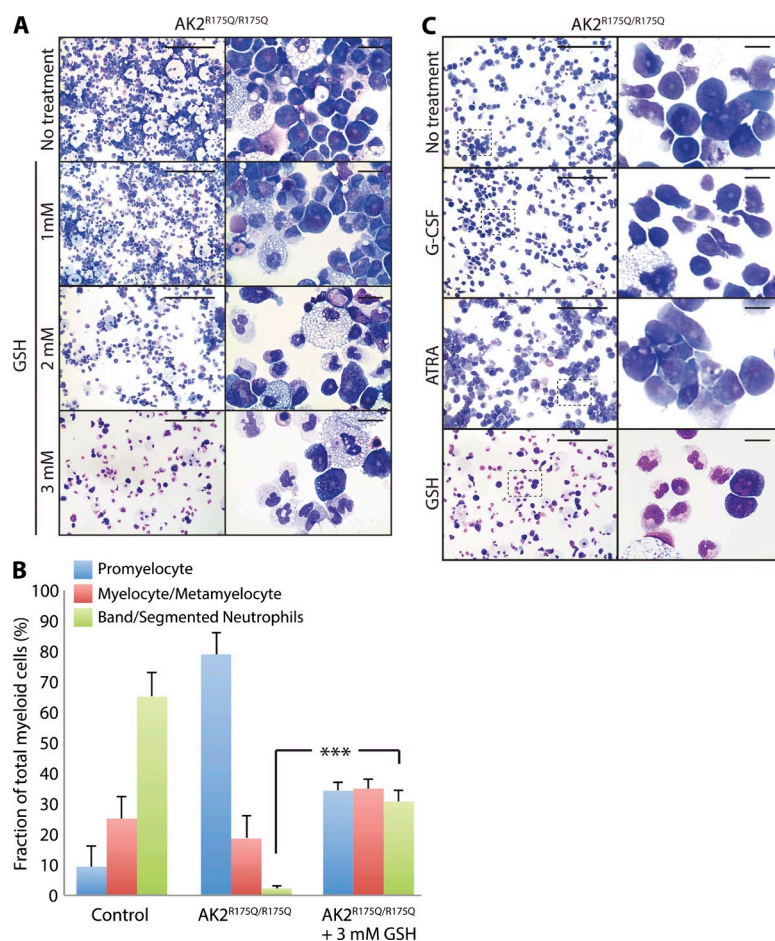 A
AK2R175Q/R175Q
No treatment
GSH
1mM
2 mM
3 mM
C
AK2R175Q/R175Q
No treatment
G-CSF
ATRA
GSH
B
Promyelocyte
Myelocyte/Metamyelocyte
Band/Segmented Neutrophils
Fraction of total myeloid cells (%)
100
90
80
70
60
50
40
30
20
10
0
***
Control
AK2R175Q/R175Q
AK2R175Q/R175Q
+ 3 mM GSH